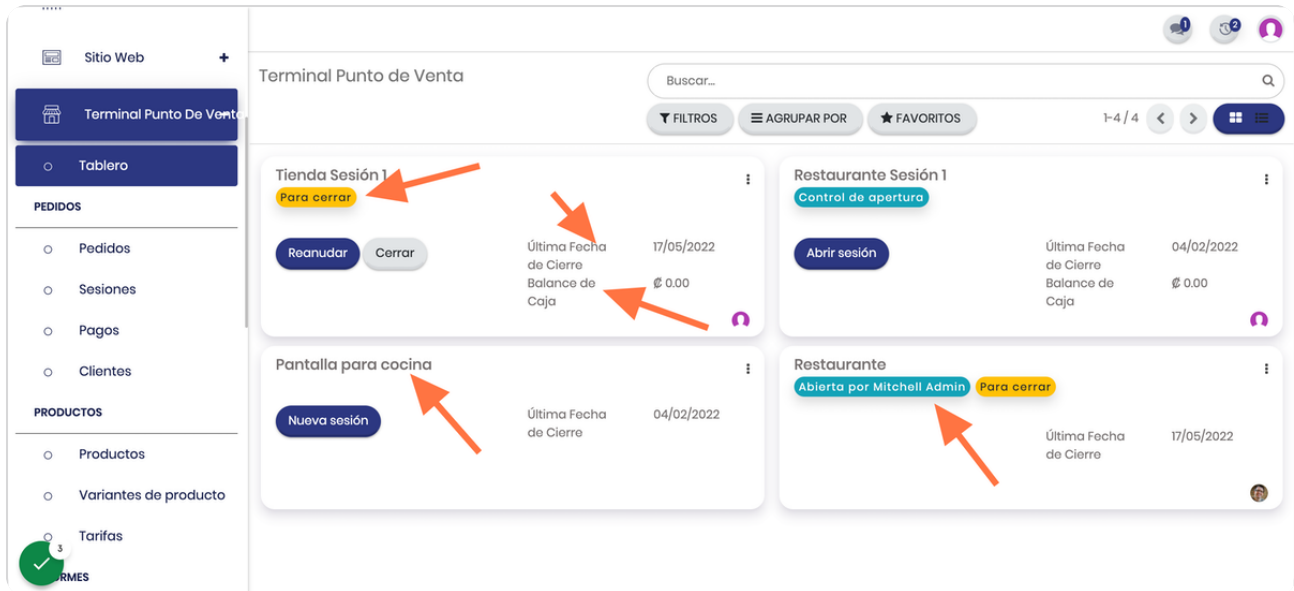 1
2
Sitio Web
Terminal Punto De Venta
Tablero
PEDIDOS
Pedidos
Sesiones
Pagos
Clientes
PRODUCTOS
Productos
Variantes de producto
Tarifas
3
RMES
Terminal Punto de Venta
Buscar...
FILTROS
AGRUPAR POR
FAVORITOS
1-4 / 4
Tienda Sesión 1
Para cerrar
Reanudar
Cerrar
Última Fecha 17/05/2022
de Cierre
Balance de ₡ 0.00
Caja
Restaurante Sesión 1
Control de apertura
Abrir sesión
Última Fecha 04/02/2022
de Cierre
Balance de ₡ 0.00
Caja
Pantalla para cocina
Nueva sesión
Última Fecha 04/02/2022
de Cierre
Restaurante
Abierta por Mitchell Admin Para cerrar
Última Fecha 17/05/2022
de Cierre